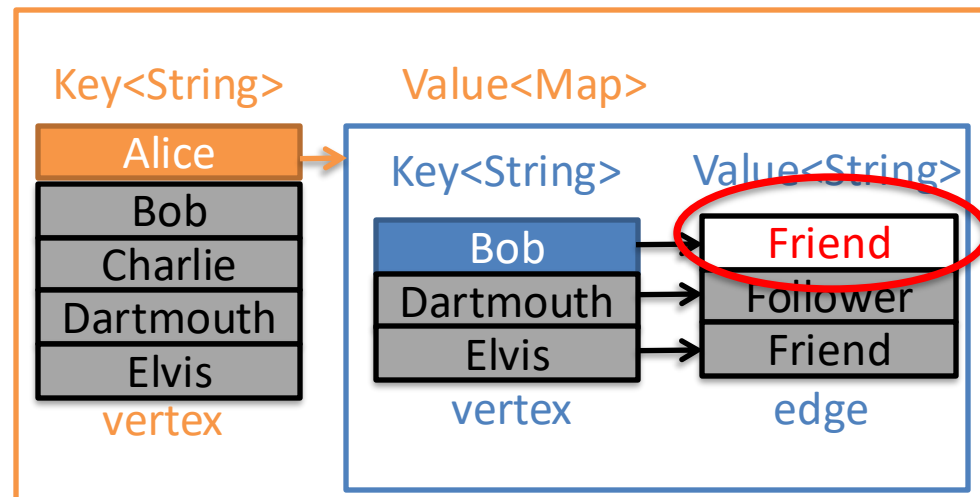 Key<String> Value<Map>
Alice
Bob
Charlie
Dartmouth
Elvis
vertex
Key<String> Value<String>
Bob Friend
Dartmouth Follower
Elvis Friend
vertex edge